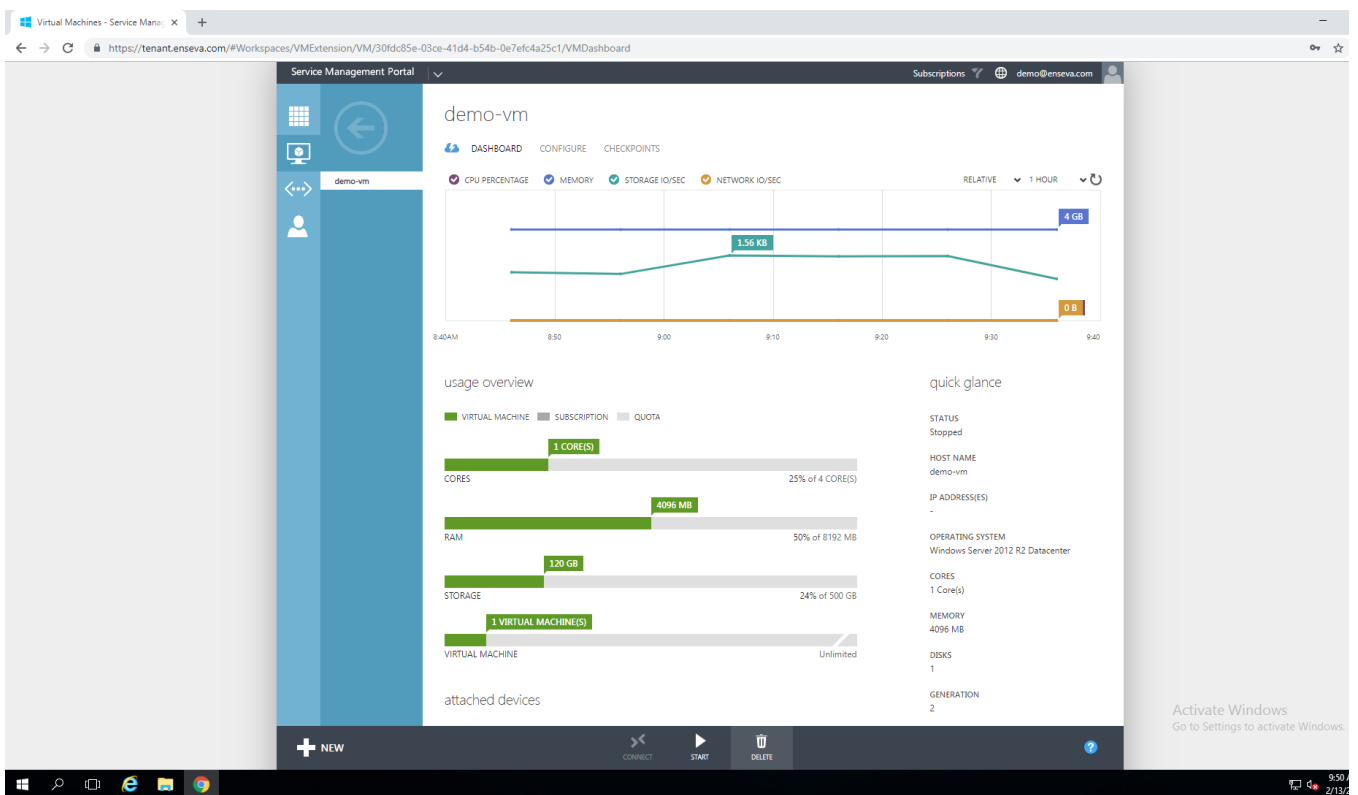 Virtual Machines - Service Manag
https://tenant.enseva.com/#Workspaces/VMExtension/VM/30fdc85e-03ce-41d4-b54b-0e7efc4a25c1/VMDashboard
Service Management Portal
Subscriptions
demo@enseva.com
demo-vm
demo-vm
DASHBOARD CONFIGURE CHECKPOINTS
CPU PERCENTAGE MEMORY STORAGE IO/SEC NETWORK IO/SEC RELATIVE 1 HOUR
4 GB
1.56 KB
0 B
8:40AM 8:50 9:00 9:10 9:20 9:30 9:40
usage overview
VIRTUAL MACHINE SUBSCRIPTION QUOTA
1 CORE(S)
CORES 25% of 4 CORE(S)
4096 MB
RAM 50% of 8192 MB
120 GB
STORAGE 24% of 500 GB
1 VIRTUAL MACHINE(S)
VIRTUAL MACHINE Unlimited
attached devices
quick glance
STATUS
Stopped
HOST NAME
demo-vm
IP ADDRESS(ES)
-
OPERATING SYSTEM
Windows Server 2012 R2 Datacenter
CORES
1 Core(s)
MEMORY
4096 MB
DISKS
1
GENERATION
2
Activate Windows
Go to Settings to activate Windows.
NEW
CONNECT START DELETE
?
9:50 A
2/13/2